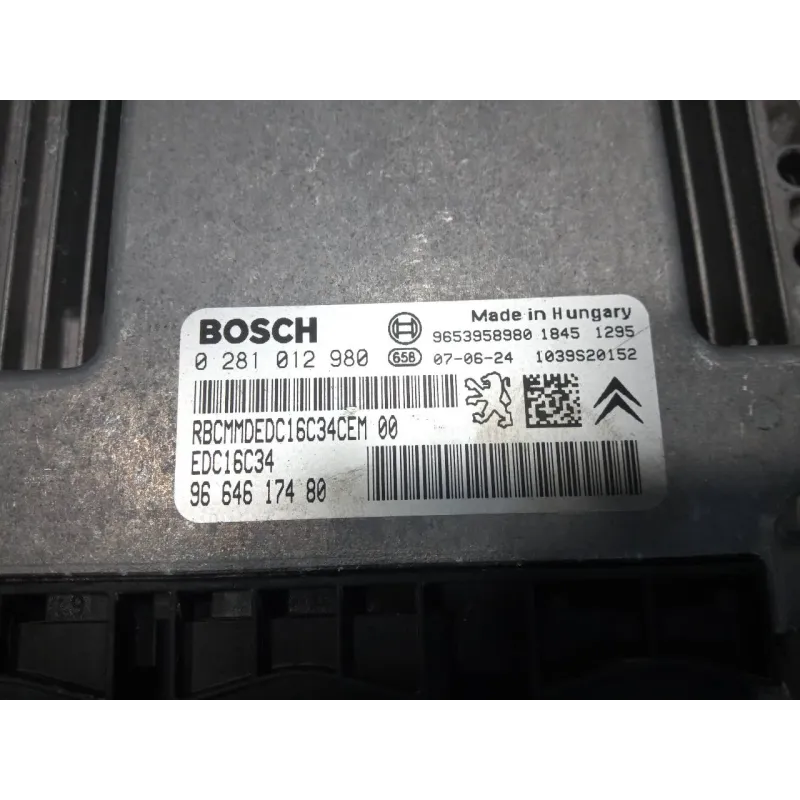 BOSCH
Made in Hungary
9653958980 1845 1295
0 281 012 980 656 07-06-24 1039S20152
RBCMMDEDC16C34CEM 00
EDC16C34
96 646 174 80